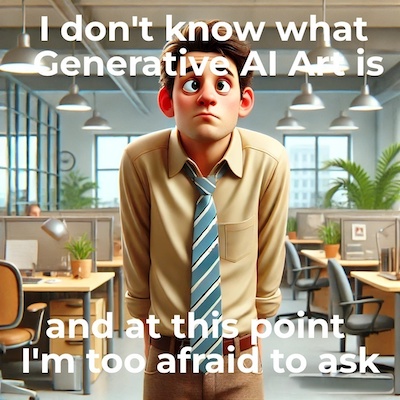 I don't know what
Generative AI Art is
and at this point
I'm too afraid to ask